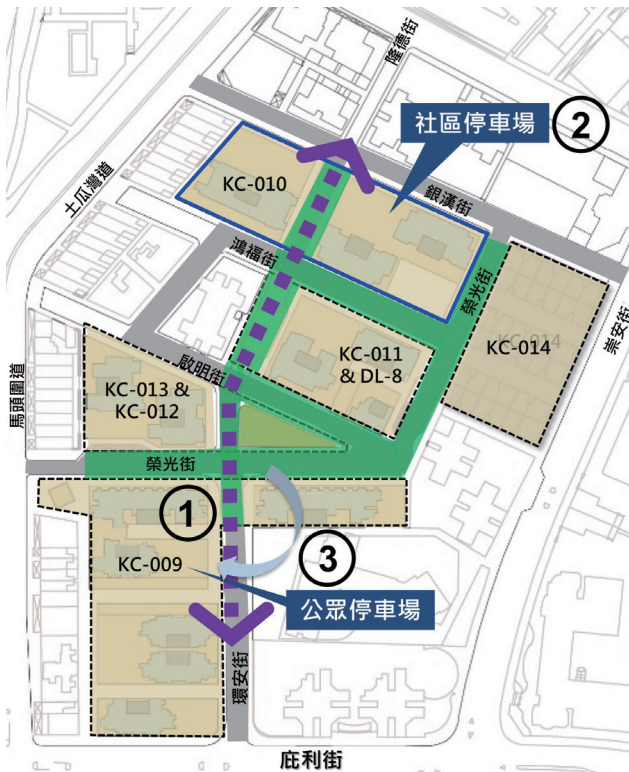 隆德街
社區停車場
②
KC-010
銀漢街
土瓜灣道
鴻福街
榮光街
KC-014
KC-014
崇安街
KC-011
& DL-8
啟明街
KC-013 &
KC-012
馬頭圍道
榮光街
①
③
KC-009
公眾停車場
環安街
庇利街